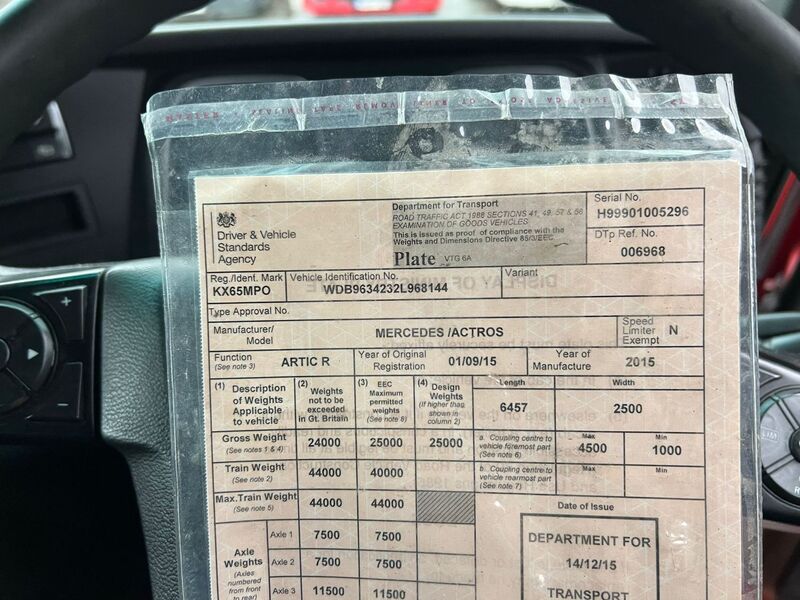 Driver & Vehicle
Standards
Agency
Department for Transport
ROAD TRAFFIC ACT 1988 SECTIONS 41, 49, 57 & 58
EXAMINATION OF GOODS VEHICLES
This is issued as proof of compliance with the
Weights and Dimensions Directive 85/3/EEC
Plate VTG 6A
Serial No.
H99901005296
DTp Ref. No.
006968
Reg./Ident. Mark
KX65MPO
Vehicle Identification No.
WDB9634232L968144
Variant
Type Approval No.
Manufacturer/
Model
MERCEDES /ACTROS
Speed
Limiter
Exempt
N
Function
(See note 3)
ARTIC R
Year of Original
Registration
01/09/15
Year of
Manufacture
2015
(1) Description
of Weights
Applicable
to vehicle
(2) Weights
not to be
exceeded
in Gt. Britain
(3) EEC
Maximum
permitted
weights
(See note 8)
(4) Design
Weights
(if higher than
shown in
column 2)
Length
6457
Width
2500
Gross Weight
(See notes 1 & 4)
24000
25000
25000
a. Coupling centre to
vehicle foremost part
(See note 6)
Max
4500
Min
1000
Train Weight
(See note 2)
44000
40000
b. Coupling centre to
vehicle rearmost part
(See note 7)
Max
Min
Max.Train Weight
(See note 5)
44000
44000
Date of Issue
Axle
Weights
(Axles
numbered
from front
to rear)
Axle 1
7500
7500
Axle 2
7500
7500
Axle 3
11500
11500
DEPARTMENT FOR
14/12/15
TRANSPORT